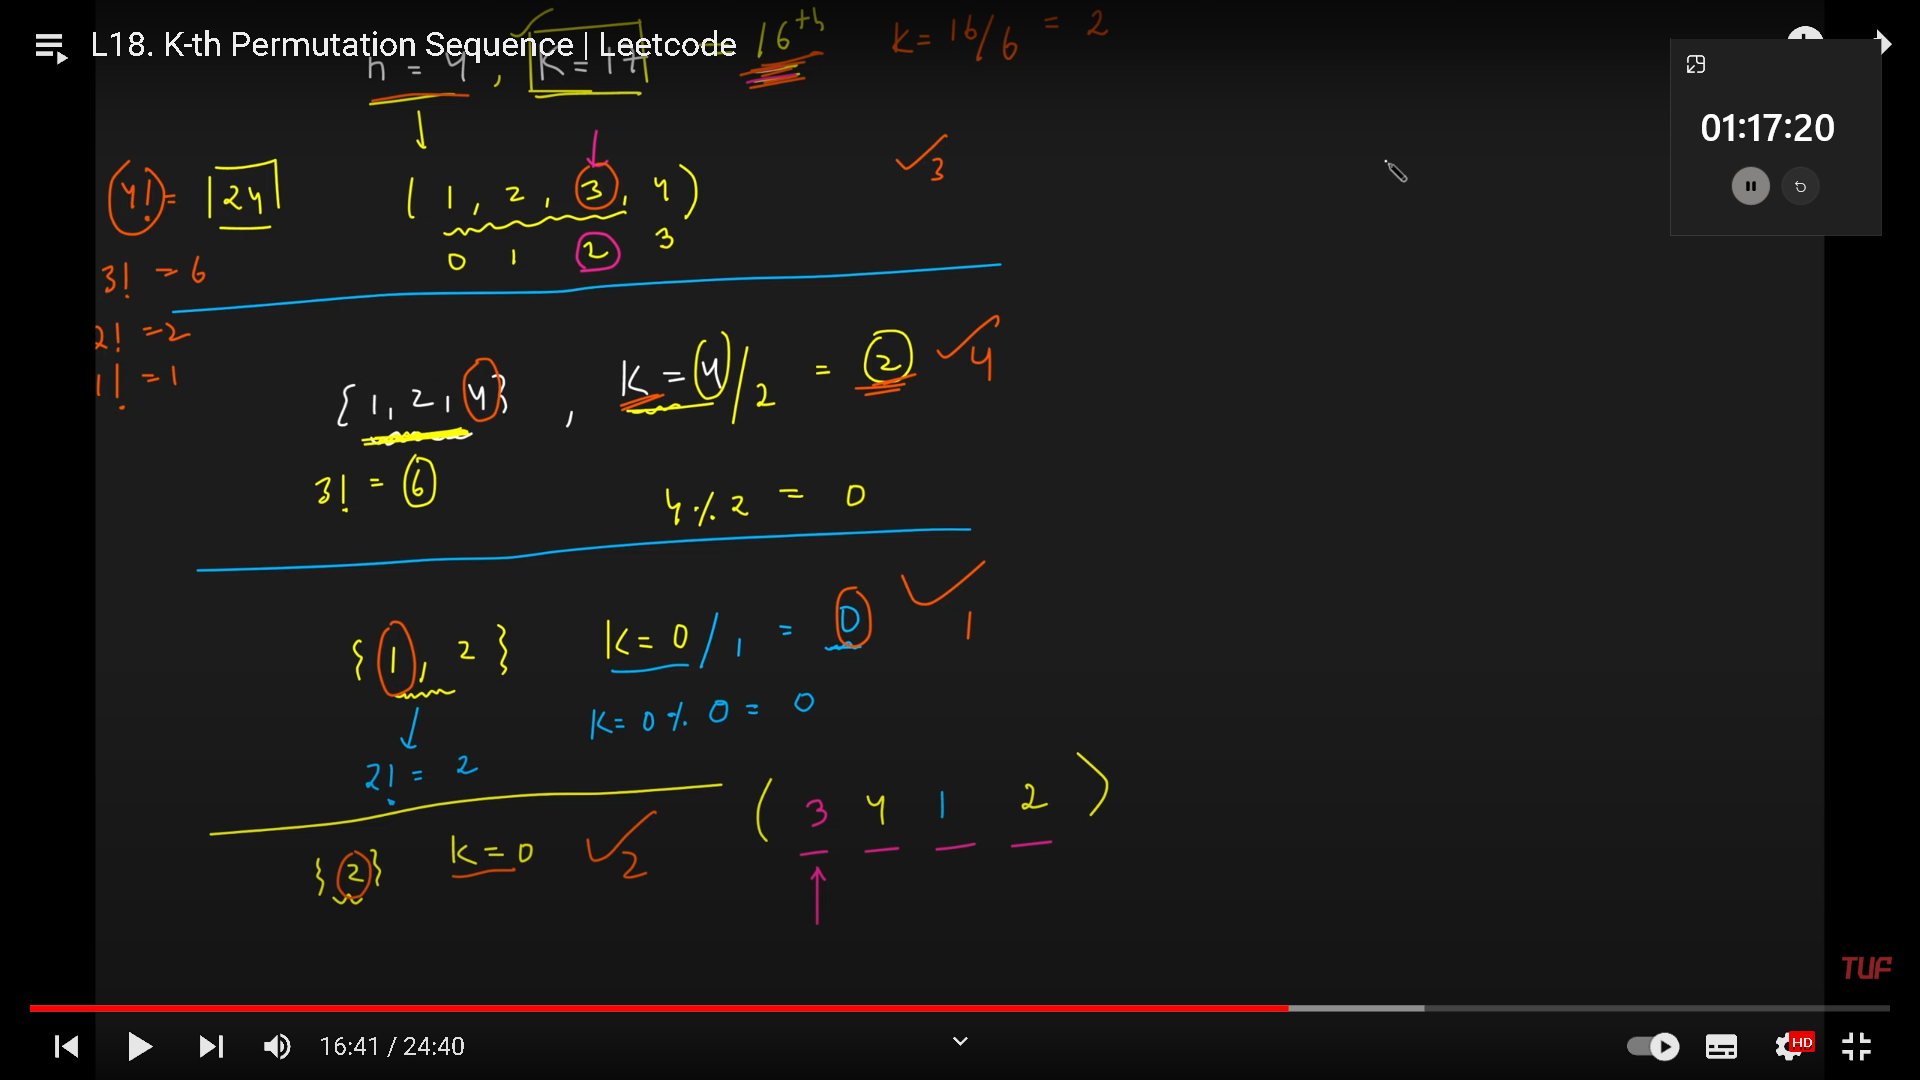 L18. K-th Permutation Sequence | Leetcode
n = 4 , K = 17 = 16th K = 16/6 = 2
01:17:20
4! = 24 ( 1 , 2 , 3 , 4 ) ✓ 3
0 1 2 3
3! = 6
2! = 2
1! = 1
{ 1, 2, 4 } , K = 4/2 = 2 ✓ 4
3! = 6 4 % 2 = 0
{ 1, 2 } K = 0/1 = 0 ✓ 1
K = 0 % 0 = 0
2! = 2
( 3 4 1 2 )
{ 2 } K = 0 ✓ 2
TUF
16:41 / 24:40
HD